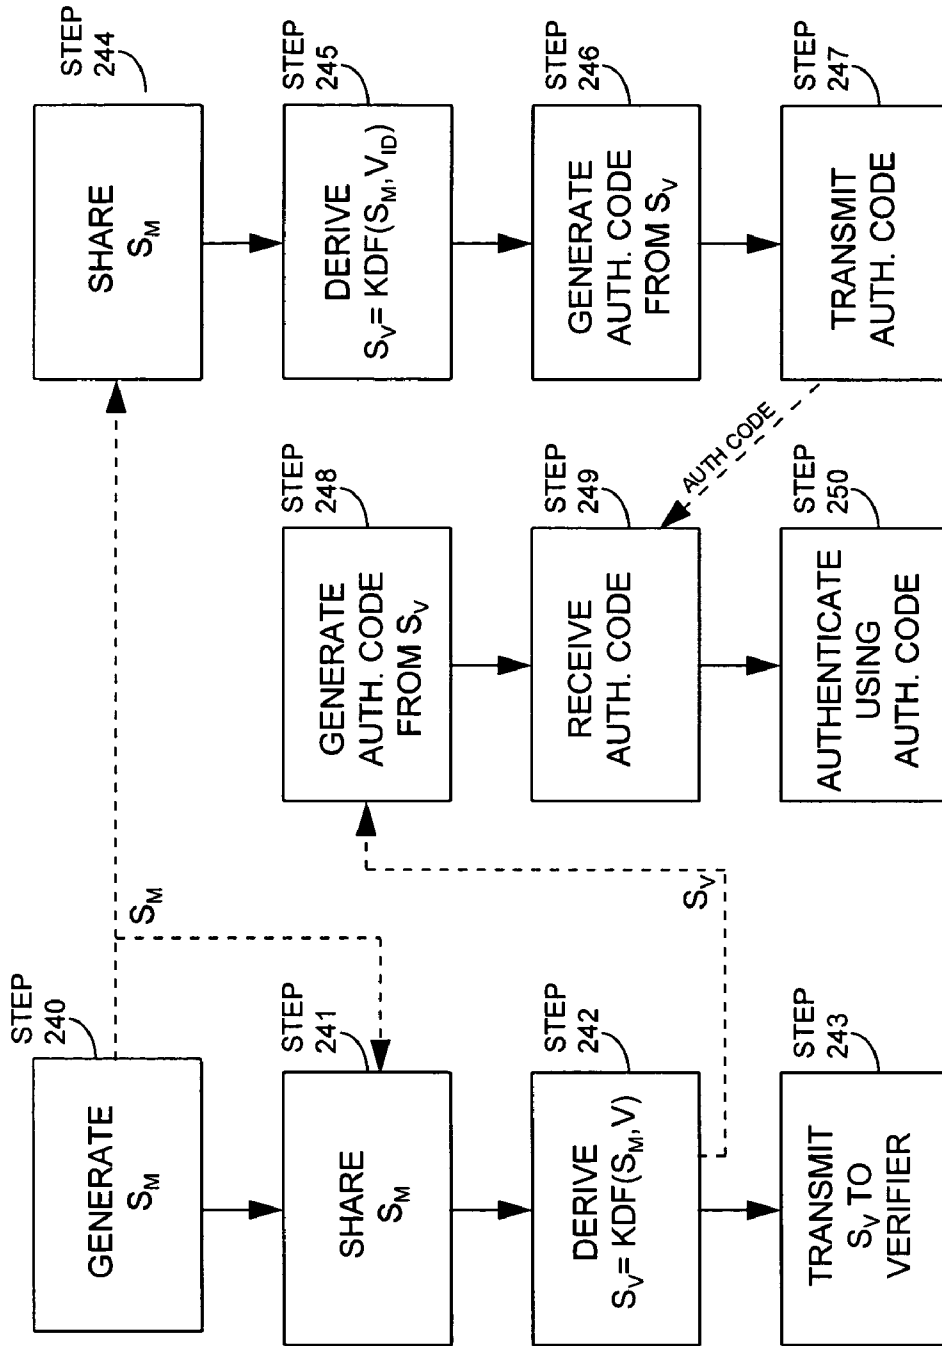 STEP
240
GENERATE
S_M
STEP
241
SHARE
S_M
STEP
242
DERIVE
S_V= KDF(S_M, V)
STEP
243
TRANSMIT
S_V TO
VERIFIER
S_M
S_V
STEP
248
GENERATE
AUTH. CODE
FROM S_V
STEP
249
RECEIVE
AUTH. CODE
STEP
250
AUTHENTICATE
USING
AUTH. CODE
AUTH CODE
STEP
244
SHARE
S_M
STEP
245
DERIVE
S_V= KDF(S_M, V_ID)
STEP
246
GENERATE
AUTH. CODE
FROM S_V
STEP
247
TRANSMIT
AUTH. CODE